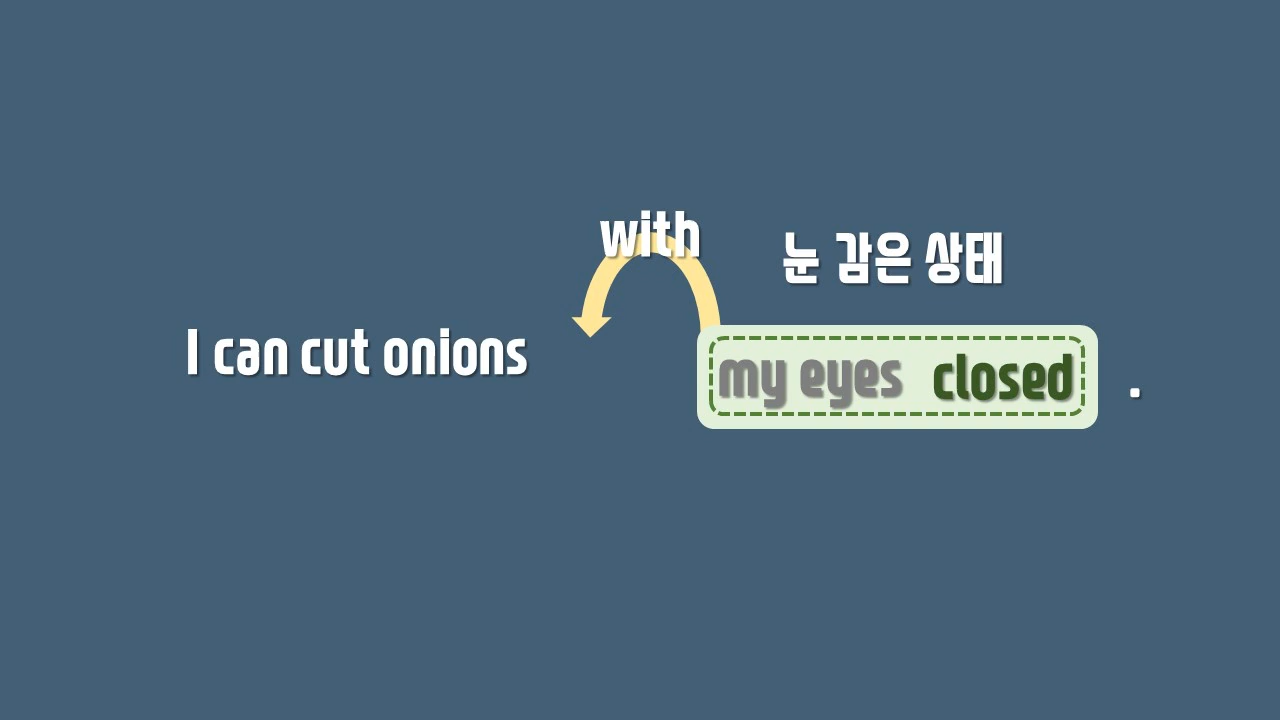 with
눈 감은 상태
I can cut onions
my eyes closed .